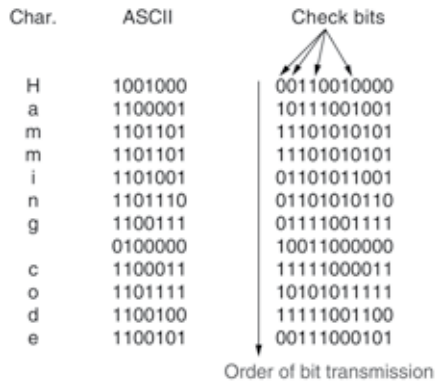 Char. ASCII Check bits
H 1001000 00110010000
a 1100001 10111001001
m 1101101 11101010101
m 1101101 11101010101
i 1101001 01101011001
n 1101110 01101010110
g 1100111 01111001111
0100000 10011000000
c 1100011 11111000011
o 1101111 10101011111
d 1100100 11111001100
e 1100101 00111000101
Order of bit transmission